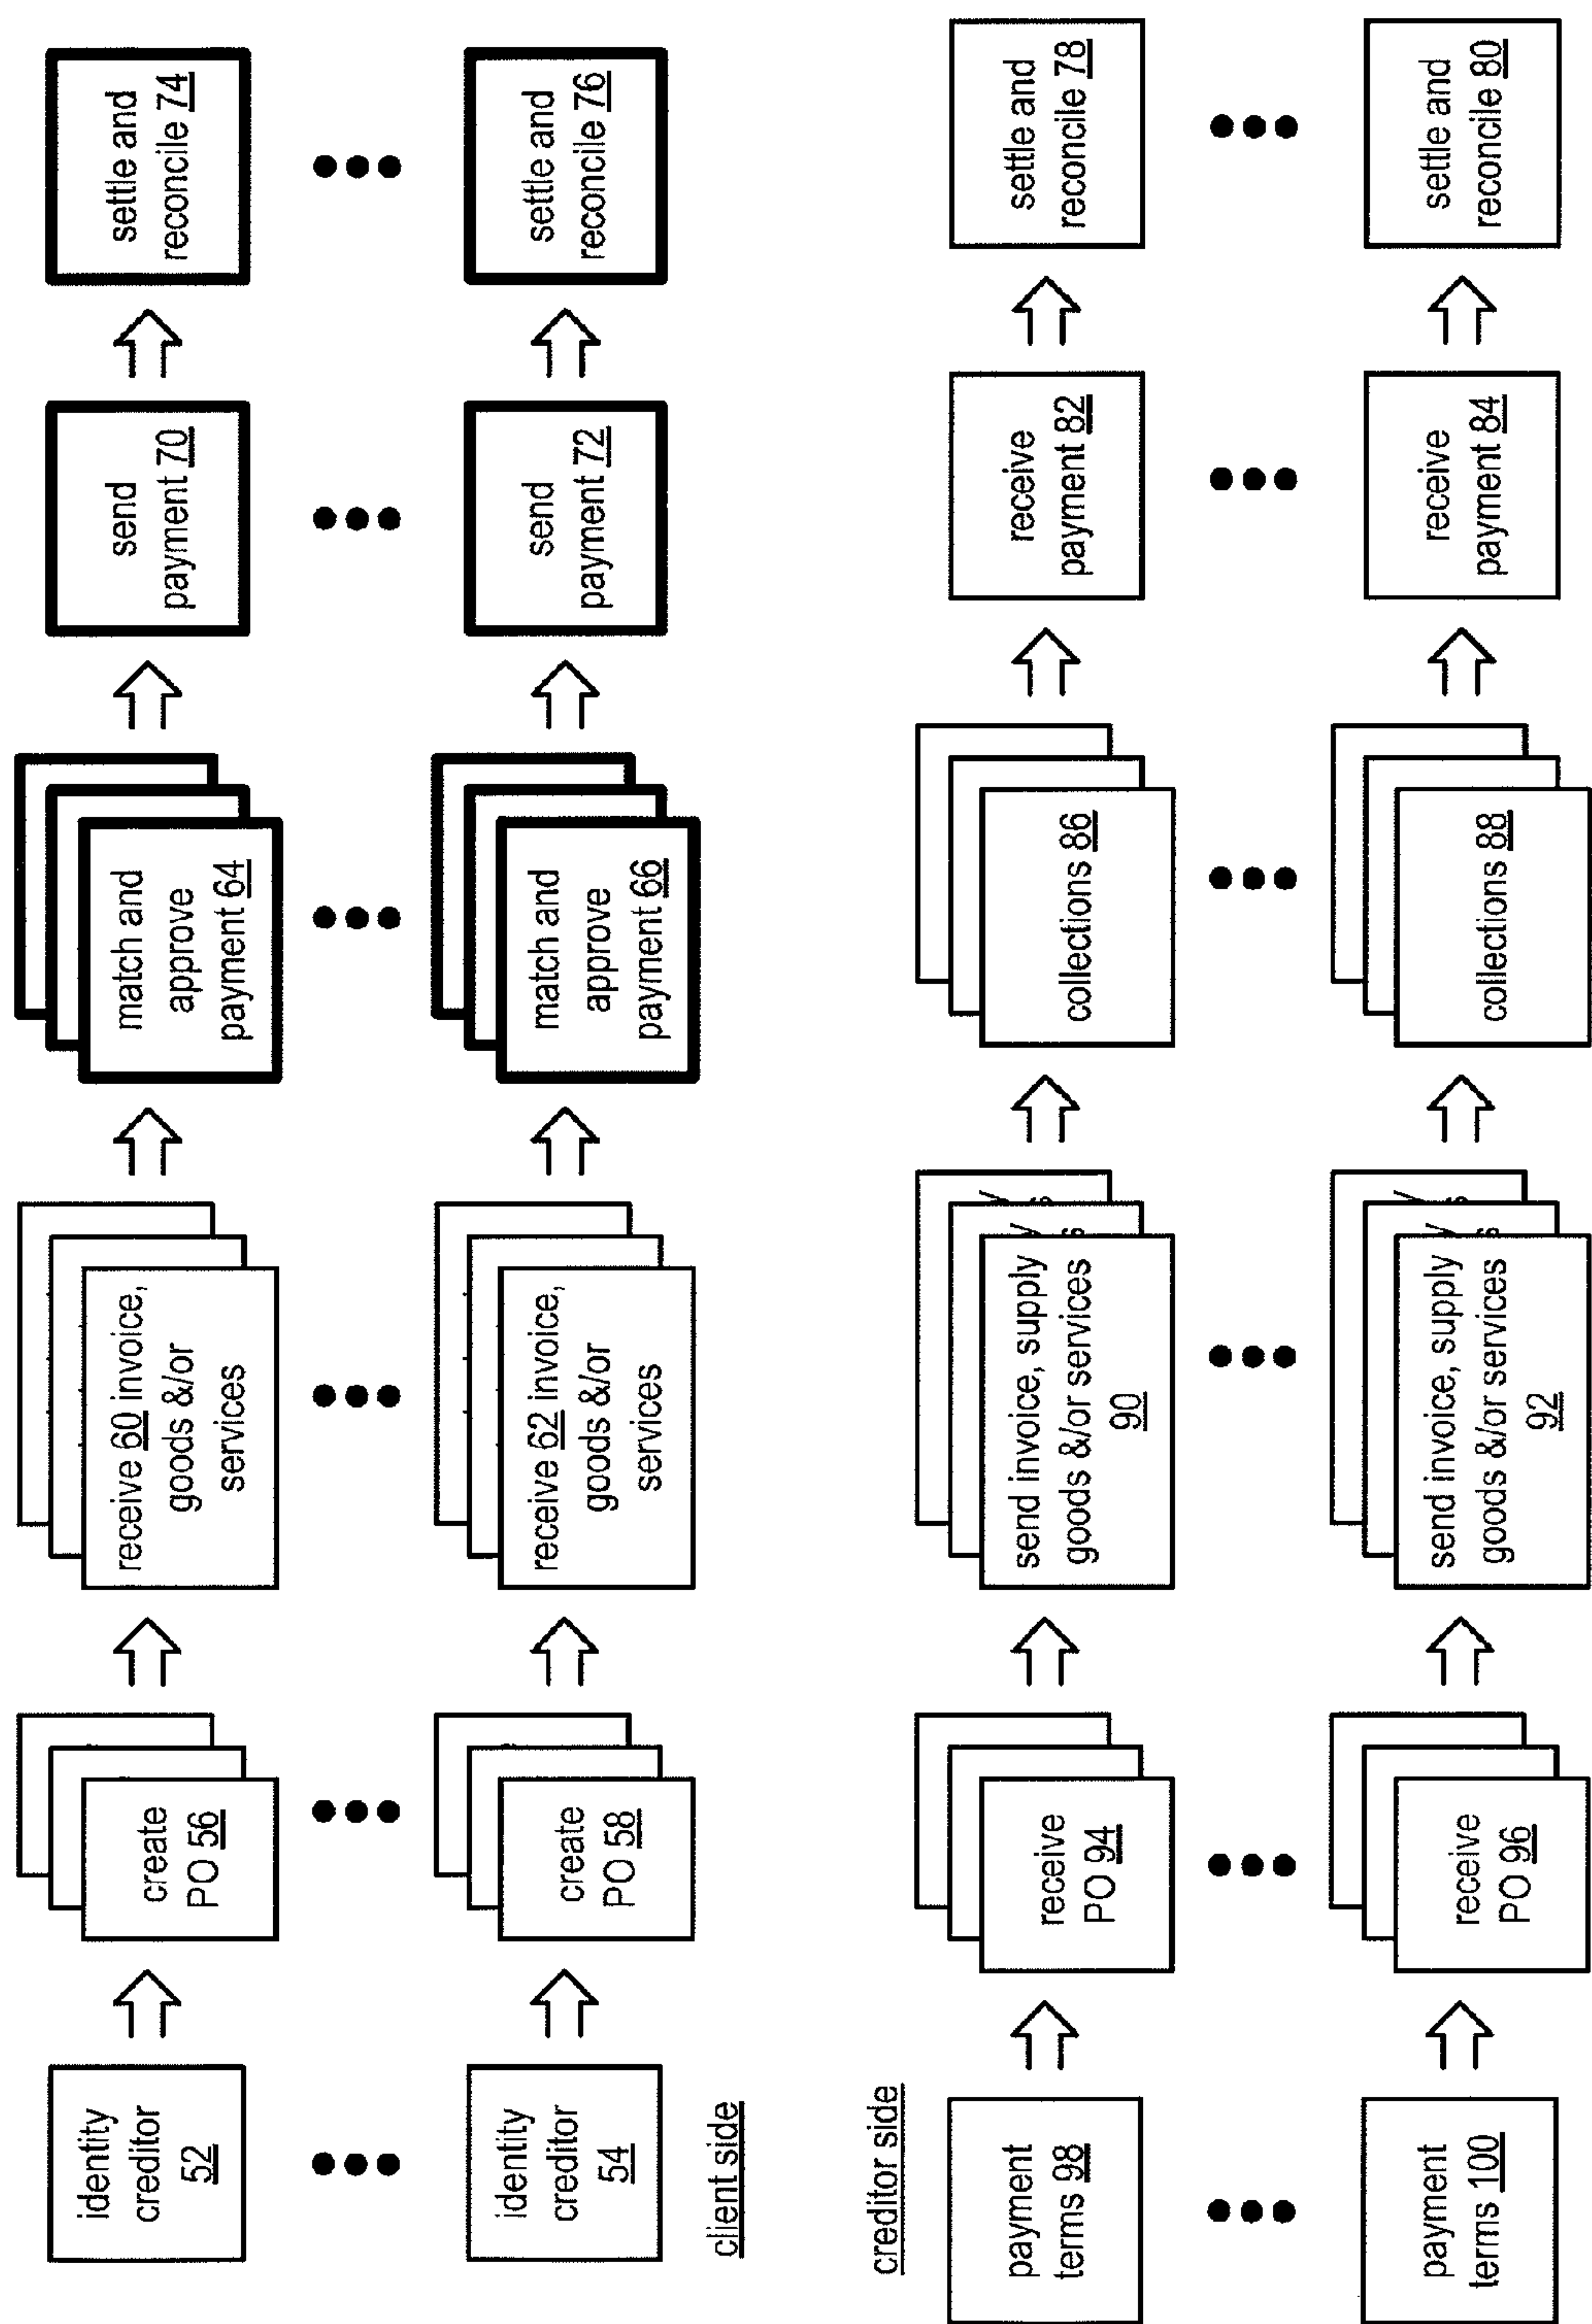 identity
creditor
52
create
PO 56
receive 60 invoice,
goods &/or
services
match and
approve
payment 64
send
payment 70
settle and
reconcile 74
identity
creditor
54
create
PO 58
receive 62 invoice,
goods &/or
services
match and
approve
payment 66
send
payment 72
settle and
reconcile 76
client side
creditor side
payment
terms 98
receive
PO 94
send invoice, supply
goods &/or services
90
collections 86
receive
payment 82
settle and
reconcile 78
payment
terms 100
receive
PO 96
send invoice, supply
goods &/or services
92
collections 88
receive
payment 84
settle and
reconcile 80